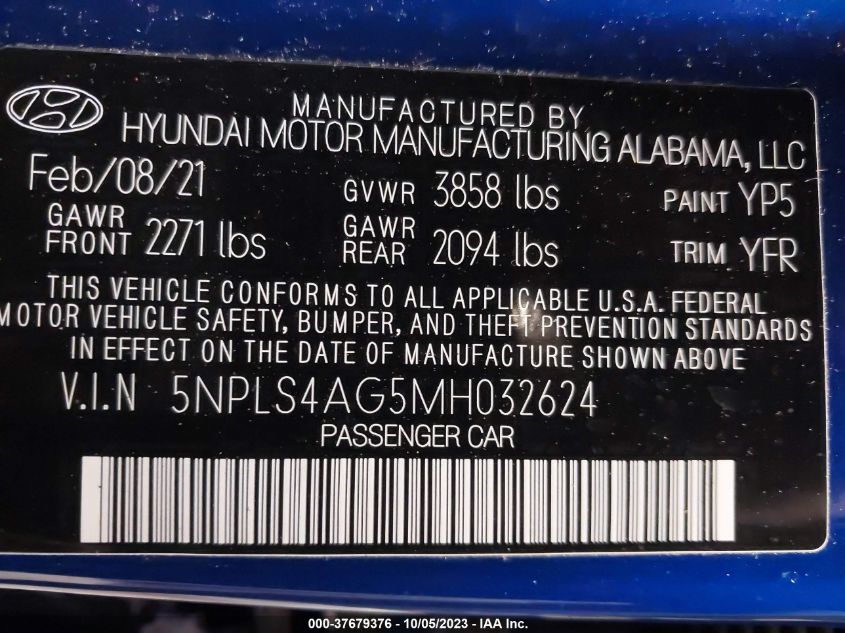 MANUFACTURED BY
HYUNDAI MOTOR MANUFACTURING ALABAMA, LLC
Feb/08/21 GVWR 3858 lbs PAINT YP5
GAWR FRONT 2271 lbs GAWR REAR 2094 lbs TRIM YFR
THIS VEHICLE CONFORMS TO ALL APPLICABLE U.S.A. FEDERAL
MOTOR VEHICLE SAFETY, BUMPER, AND THEFT PREVENTION STANDARDS
IN EFFECT ON THE DATE OF MANUFACTURE SHOWN ABOVE.
V.I.N 5NPLS4AG5MH032624
PASSENGER CAR
000-37679376 - 10/05/2023 - IAA Inc.